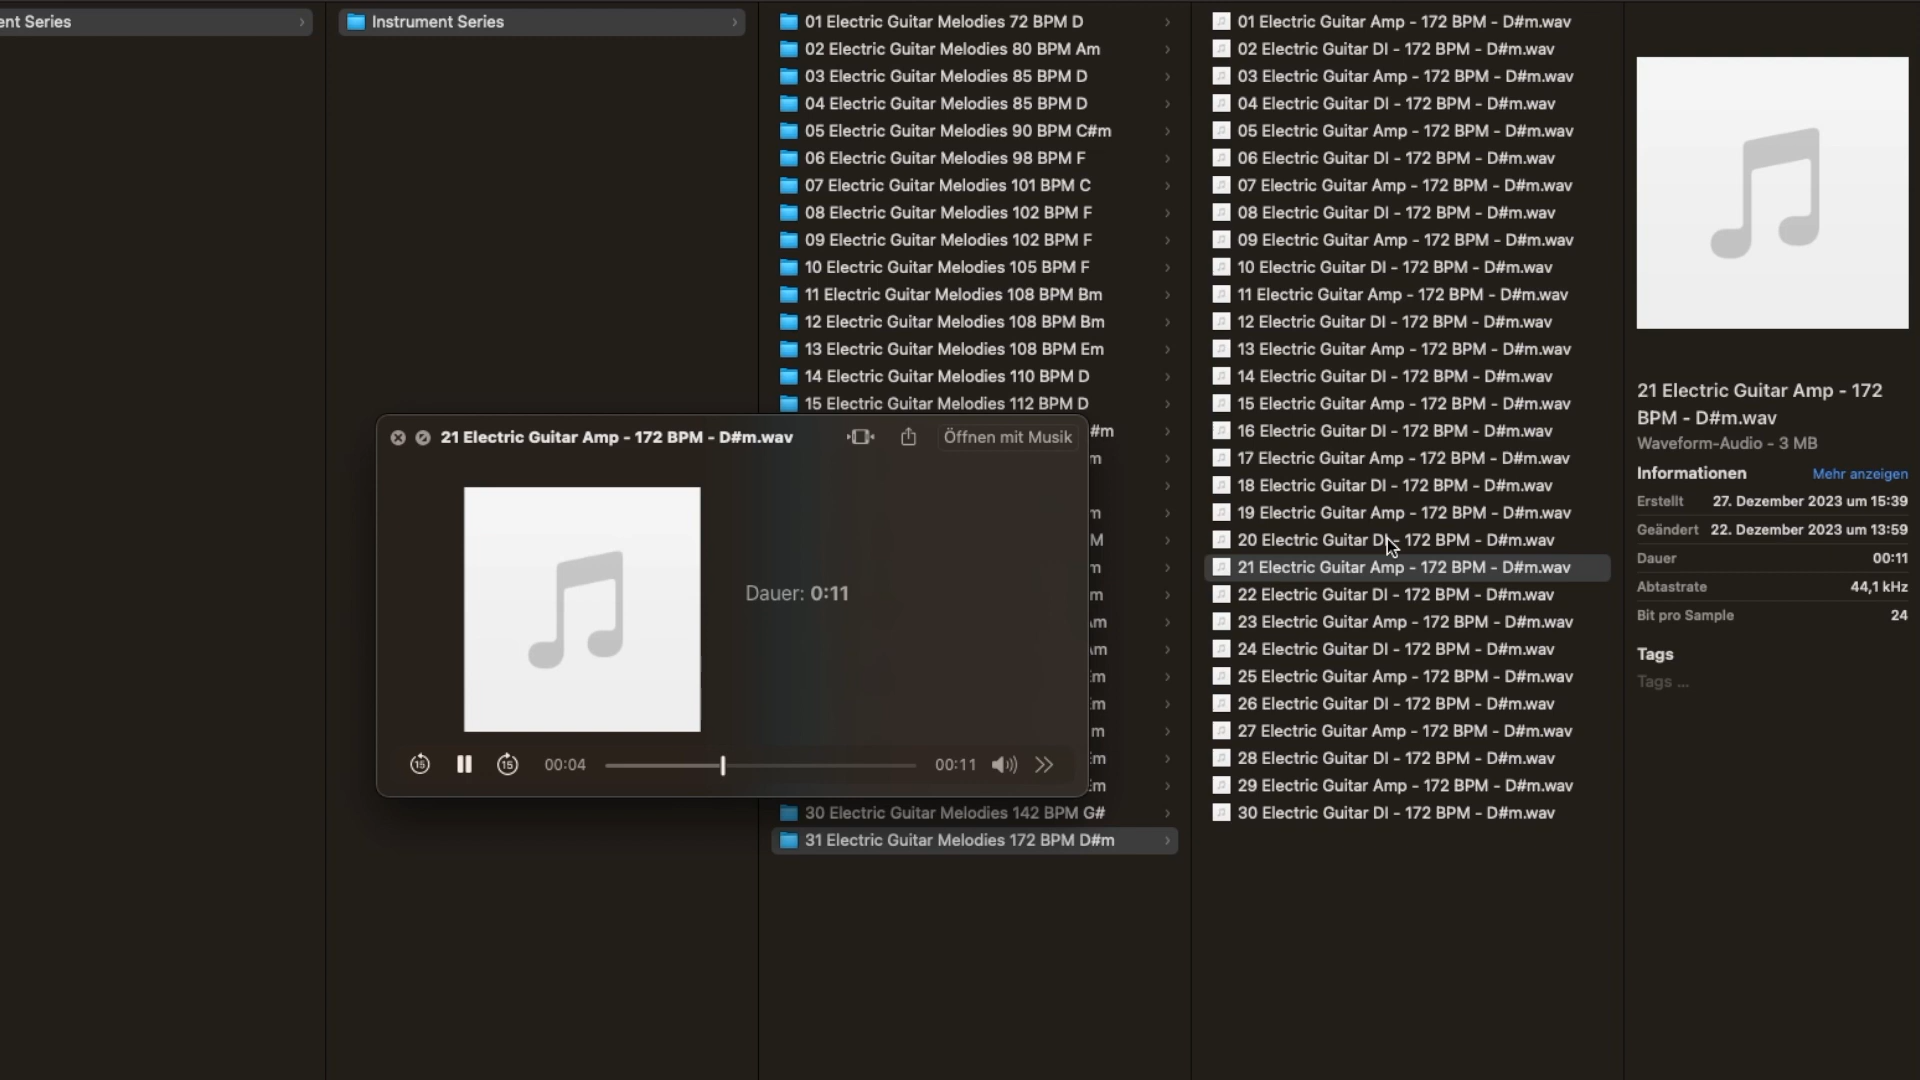 ent Series
Instrument Series
01 Electric Guitar Melodies 72 BPM D
02 Electric Guitar Melodies 80 BPM Am
03 Electric Guitar Melodies 85 BPM D
04 Electric Guitar Melodies 85 BPM D
05 Electric Guitar Melodies 90 BPM C#m
06 Electric Guitar Melodies 98 BPM F
07 Electric Guitar Melodies 101 BPM C
08 Electric Guitar Melodies 102 BPM F
09 Electric Guitar Melodies 102 BPM F
10 Electric Guitar Melodies 105 BPM F
11 Electric Guitar Melodies 108 BPM Bm
12 Electric Guitar Melodies 108 BPM Bm
13 Electric Guitar Melodies 108 BPM Em
14 Electric Guitar Melodies 110 BPM D
15 Electric Guitar Melodies 112 BPM D
#m
30 Electric Guitar Melodies 142 BPM G#
31 Electric Guitar Melodies 172 BPM D#m
21 Electric Guitar Amp - 172 BPM - D#m.wav
Öffnen mit Musik
Dauer: 0:11
15
15
00:04
00:11
01 Electric Guitar Amp - 172 BPM - D#m.wav
02 Electric Guitar DI - 172 BPM - D#m.wav
03 Electric Guitar Amp - 172 BPM - D#m.wav
04 Electric Guitar DI - 172 BPM - D#m.wav
05 Electric Guitar Amp - 172 BPM - D#m.wav
06 Electric Guitar DI - 172 BPM - D#m.wav
07 Electric Guitar Amp - 172 BPM - D#m.wav
08 Electric Guitar DI - 172 BPM - D#m.wav
09 Electric Guitar Amp - 172 BPM - D#m.wav
10 Electric Guitar DI - 172 BPM - D#m.wav
11 Electric Guitar Amp - 172 BPM - D#m.wav
12 Electric Guitar DI - 172 BPM - D#m.wav
13 Electric Guitar Amp - 172 BPM - D#m.wav
14 Electric Guitar DI - 172 BPM - D#m.wav
15 Electric Guitar Amp - 172 BPM - D#m.wav
16 Electric Guitar DI - 172 BPM - D#m.wav
17 Electric Guitar Amp - 172 BPM - D#m.wav
18 Electric Guitar DI - 172 BPM - D#m.wav
19 Electric Guitar Amp - 172 BPM - D#m.wav
20 Electric Guitar DI - 172 BPM - D#m.wav
21 Electric Guitar Amp - 172 BPM - D#m.wav
22 Electric Guitar DI - 172 BPM - D#m.wav
23 Electric Guitar Amp - 172 BPM - D#m.wav
24 Electric Guitar DI - 172 BPM - D#m.wav
25 Electric Guitar Amp - 172 BPM - D#m.wav
26 Electric Guitar DI - 172 BPM - D#m.wav
27 Electric Guitar Amp - 172 BPM - D#m.wav
28 Electric Guitar DI - 172 BPM - D#m.wav
29 Electric Guitar Amp - 172 BPM - D#m.wav
30 Electric Guitar DI - 172 BPM - D#m.wav
21 Electric Guitar Amp - 172
BPM - D#m.wav
Waveform-Audio - 3 MB
Informationen Mehr anzeigen
Erstellt 27. Dezember 2023 um 15:39
Geändert 22. Dezember 2023 um 13:59
Dauer 00:11
Abtastrate 44,1 kHz
Bit pro Sample 24
Tags
Tags ...